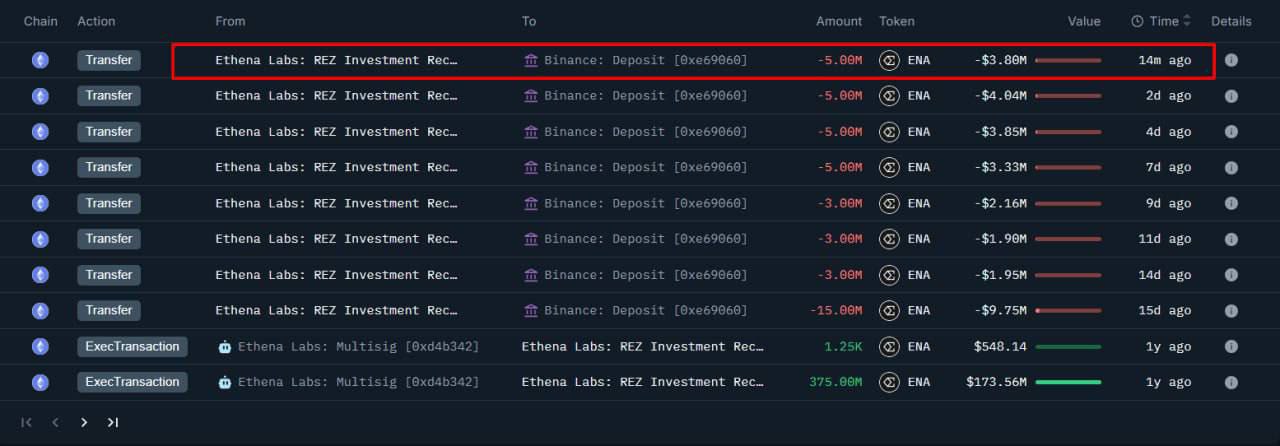 Chain Action From To Amount Token Value Time Details
Transfer Ethena Labs: REZ Investment Rec… Binance: Deposit [0xe69060] -5.00M ENA -$3.80M 14m ago
Transfer Ethena Labs: REZ Investment Rec… Binance: Deposit [0xe69060] -5.00M ENA -$4.04M 2d ago
Transfer Ethena Labs: REZ Investment Rec… Binance: Deposit [0xe69060] -5.00M ENA -$3.85M 4d ago
Transfer Ethena Labs: REZ Investment Rec… Binance: Deposit [0xe69060] -5.00M ENA -$3.33M 7d ago
Transfer Ethena Labs: REZ Investment Rec… Binance: Deposit [0xe69060] -3.00M ENA -$2.16M 9d ago
Transfer Ethena Labs: REZ Investment Rec… Binance: Deposit [0xe69060] -3.00M ENA -$1.90M 11d ago
Transfer Ethena Labs: REZ Investment Rec… Binance: Deposit [0xe69060] -3.00M ENA -$1.95M 14d ago
Transfer Ethena Labs: REZ Investment Rec… Binance: Deposit [0xe69060] -15.00M ENA -$9.75M 15d ago
ExecTransaction Ethena Labs: Multisig [0xd4b342] Ethena Labs: REZ Investment Rec… 1.25K ENA $548.14 1y ago
ExecTransaction Ethena Labs: Multisig [0xd4b342] Ethena Labs: REZ Investment Rec… 375.00M ENA $173.56M 1y ago